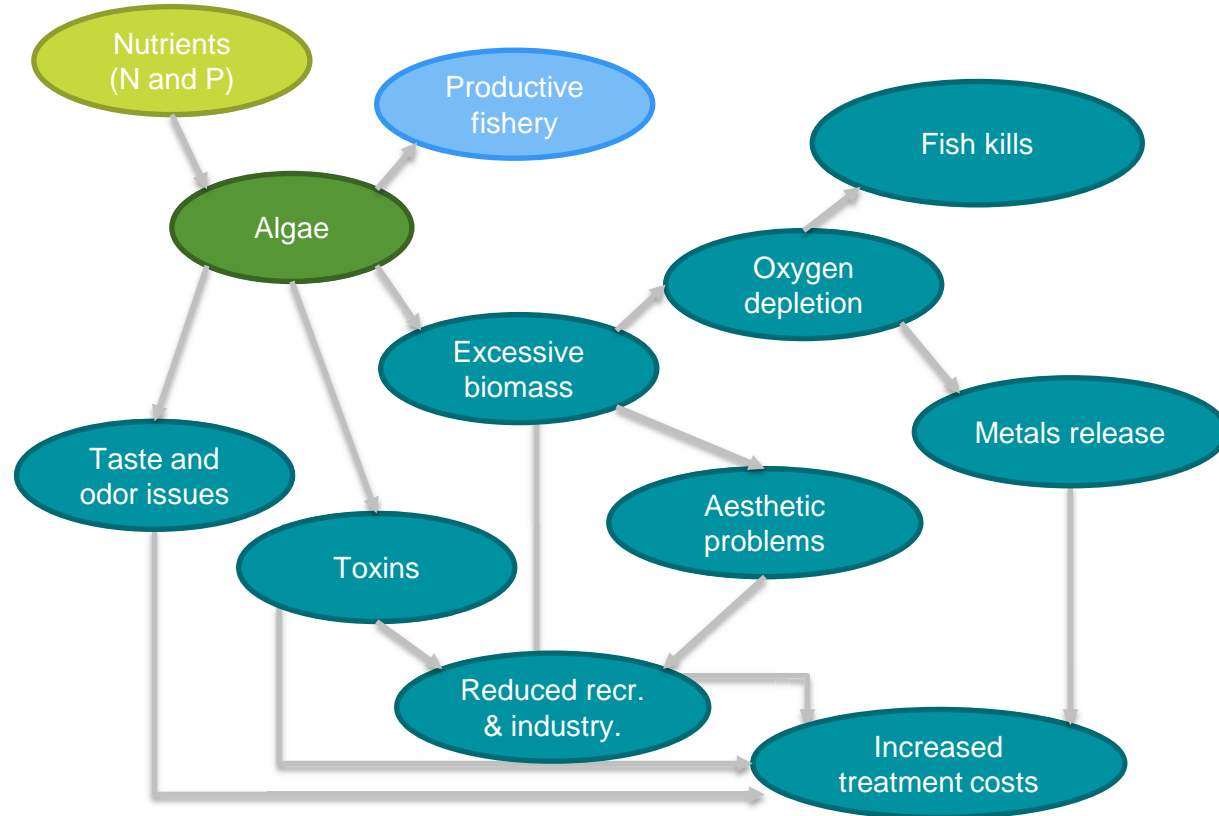 Nutrients
(N and P)
Productive
fishery
Fish kills
Algae
Oxygen
depletion
Excessive
biomass
Metals release
Taste and
odor issues
Aesthetic
problems
Toxins
Reduced recr.
& industry.
Increased
treatment costs